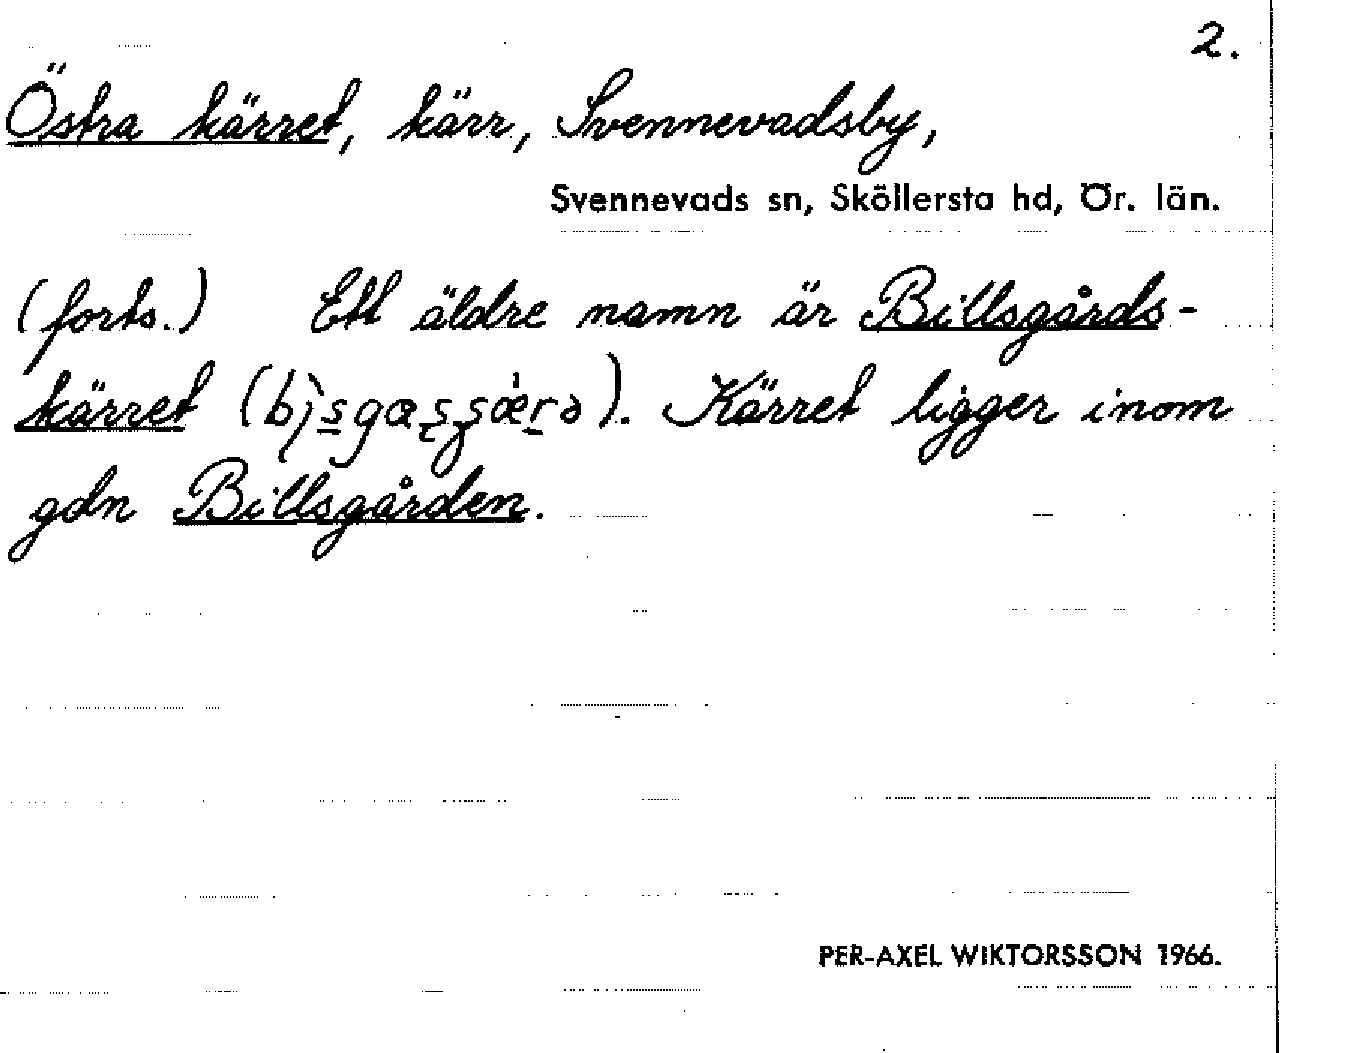 2.
Östra kärret, kärr, Svennevadsby,
Svennevads sn, Sköllersta hd, Ör. län.
(forts.) Ett äldre namn är Billsgårds-
kärret. Kärret ligger inom
gdn Billsgården.
PER-AXEL WIKTORSSON 1966.